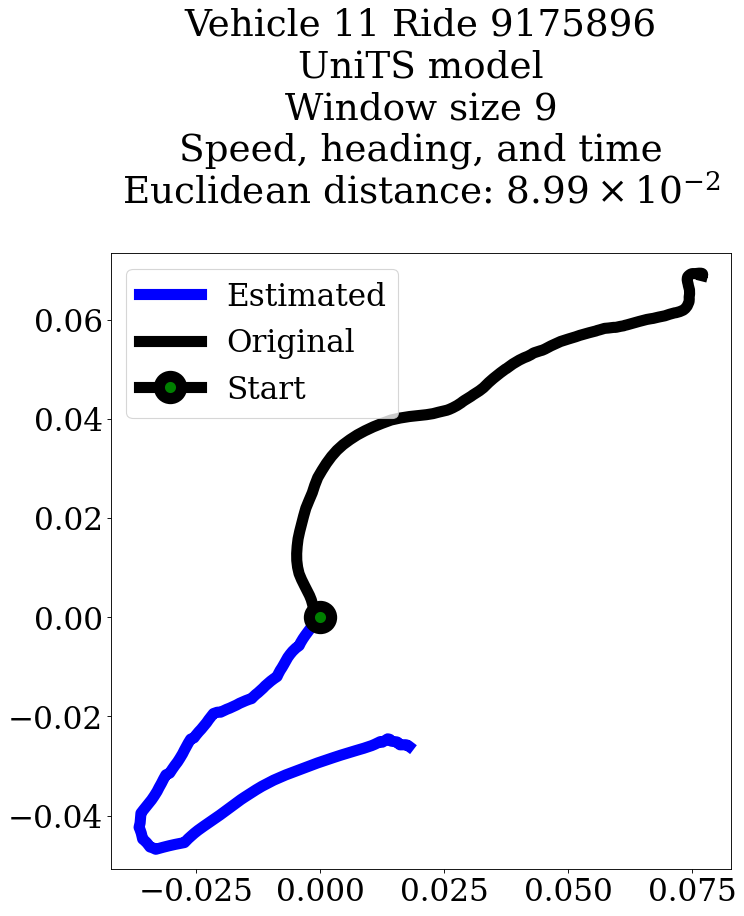 Vehicle 11 Ride 9175896
UniTS model
Window size 9
Speed, heading, and time
Euclidean distance: 8.99 × 10⁻²
Estimated
Original
Start
0.06
0.04
0.02
0.00
−0.02
−0.04
−0.025 0.000 0.025 0.050 0.075